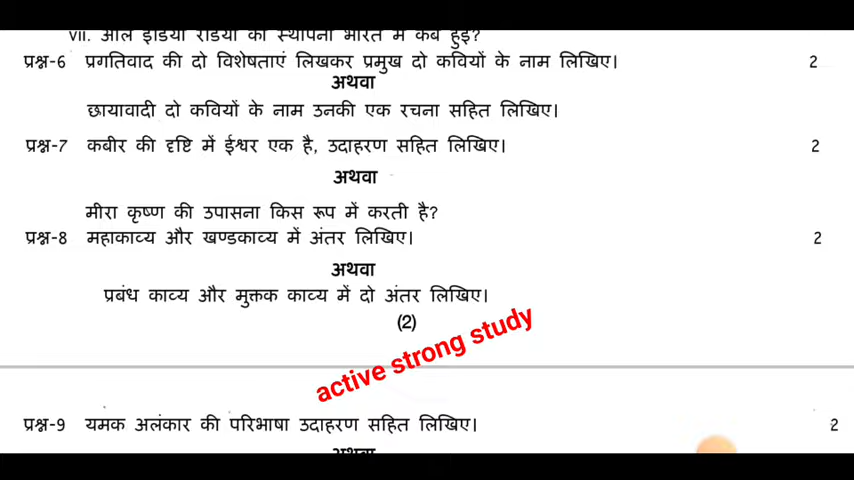 VII. ऑल इंडिया रेडियो की स्थापना भारत में कब हुई?
प्रश्न-6 प्रगतिवाद की दो विशेषताएं लिखकर प्रमुख दो कवियों के नाम लिखिए। 2
अथवा
छायावादी दो कवियों के नाम उनकी एक रचना सहित लिखिए।
प्रश्न-7 कबीर की दृष्टि में ईश्वर एक है, उदाहरण सहित लिखिए। 2
अथवा
मीरा कृष्ण की उपासना किस रूप में करती है?
प्रश्न-8 महाकाव्य और खण्डकाव्य में अंतर लिखिए। 2
अथवा
प्रबंध काव्य और मुक्तक काव्य में दो अंतर लिखिए।
(2)
active strong study
प्रश्न-9 यमक अलंकार की परिभाषा उदाहरण सहित लिखिए। 2
अथवा